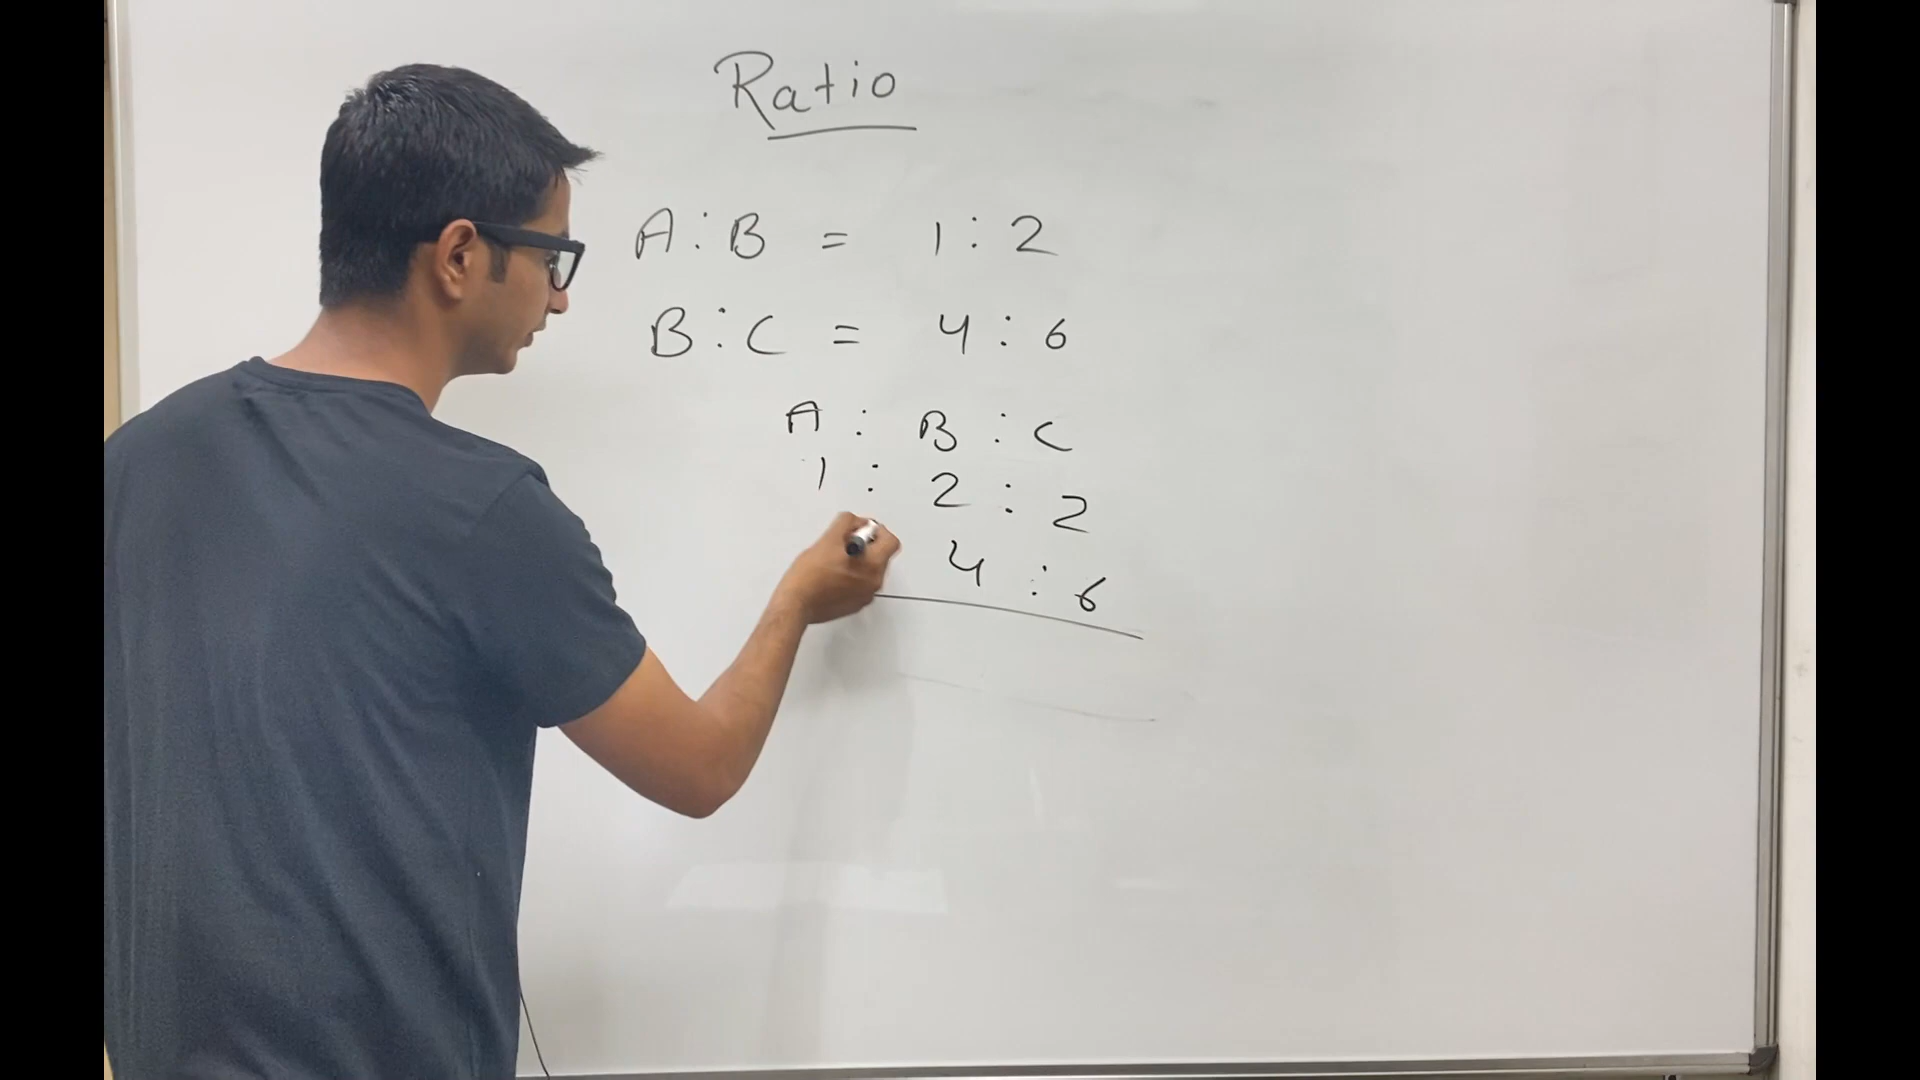 Ratio
A : B = 1 : 2
B : C = 4 : 6
A : B : C
1 : 2 : 2
4 : 6